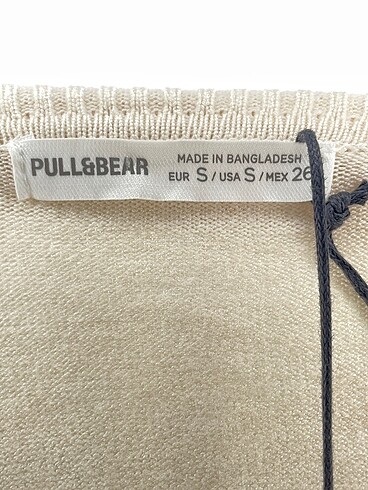 PULL&BEAR
MADE IN BANGLADESH
EUR S / USA S / MEX 26